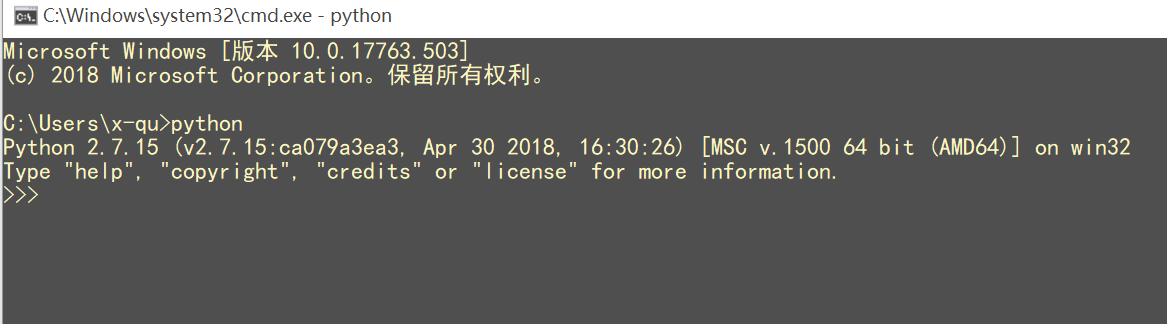 C:\Windows\system32\cmd.exe - python
Microsoft Windows [版本 10.0.17763.503]
(c) 2018 Microsoft Corporation。保留所有权利。
C:\Users\x-qu>python
Python 2.7.15 (v2.7.15:ca079a3ea3, Apr 30 2018, 16:30:26) [MSC v.1500 64 bit (AMD64)] on win32
Type "help", "copyright", "credits" or "license" for more information.
>>>